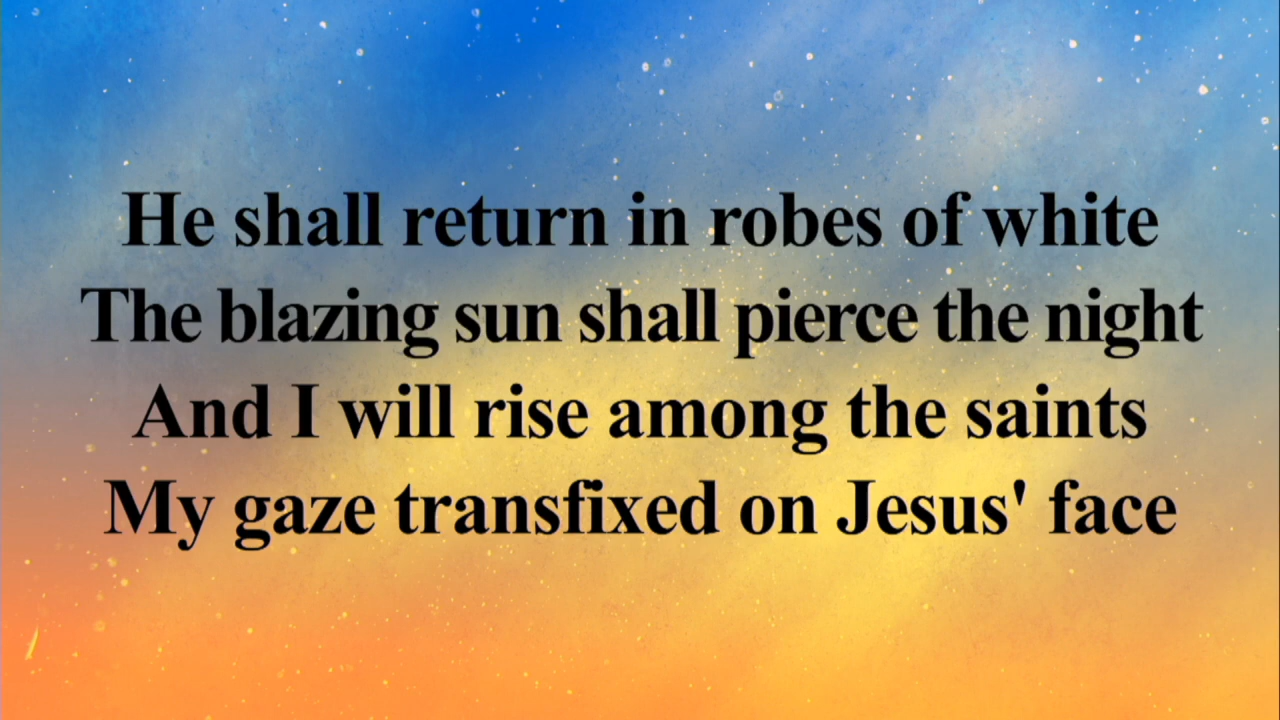 He shall return in robes of white
The blazing sun shall pierce the night
And I will rise among the saints
My gaze transfixed on Jesus' face